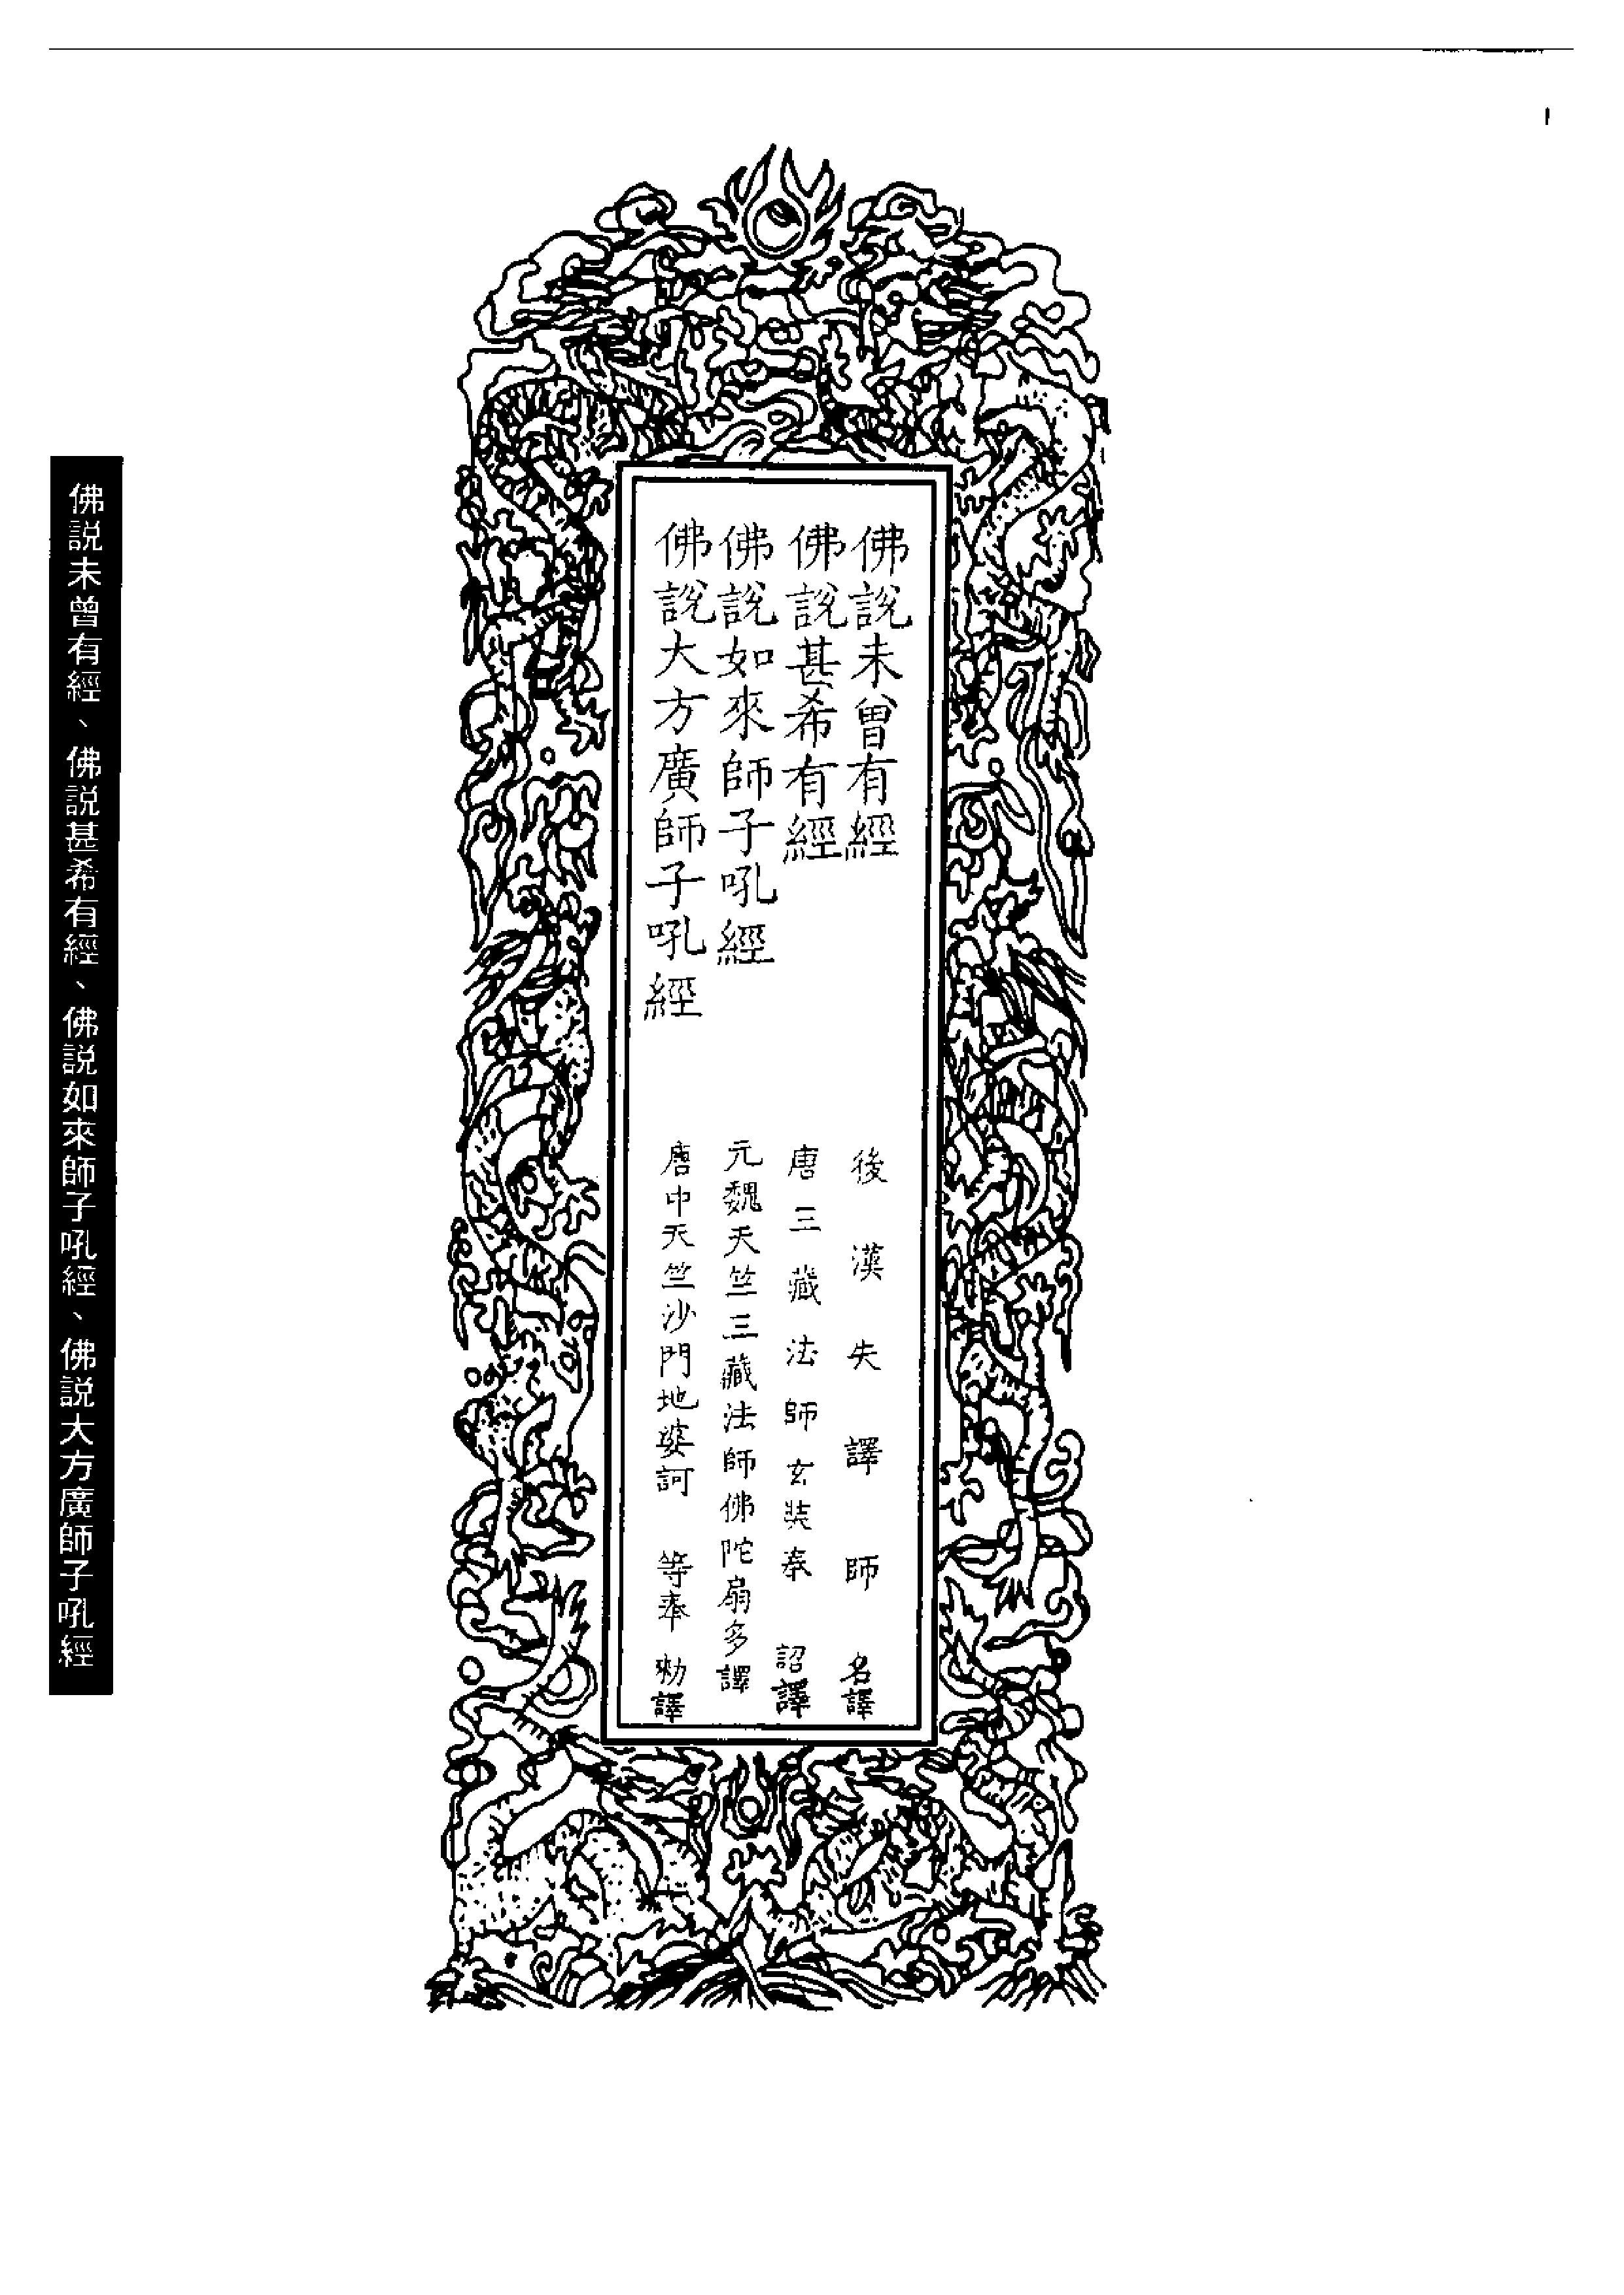 佛說未曾有經
後漢失譯師名譯
佛說甚希有經
唐三藏法師玄奘奉詔譯
佛說如來師子吼經
元魏天竺三藏法師佛陀扇多譯
佛說大方廣師子吼經
唐中天竺沙門地婆訶等奉勅譯
佛説未曾有經、佛説甚希有經、佛説如來師子吼經、佛説大方廣師子吼經